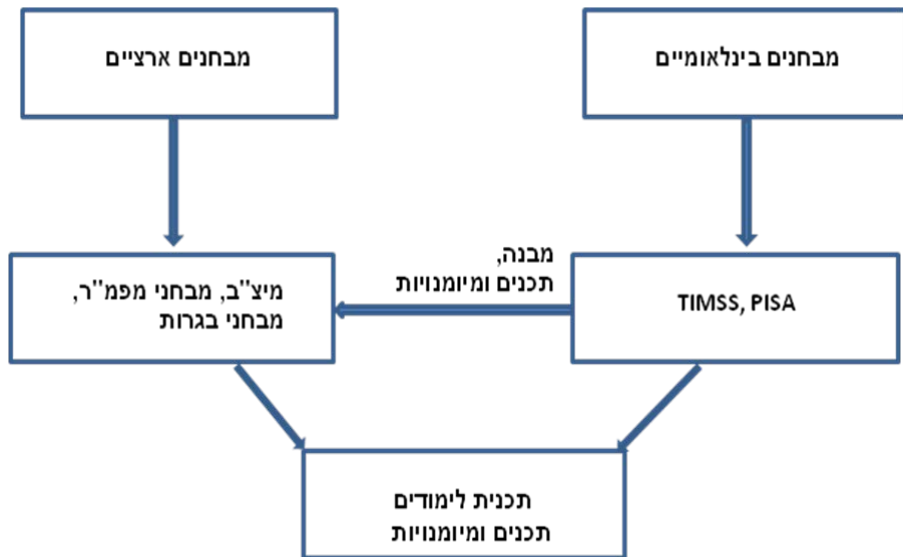 מבחנים בינלאומיים
מבחנים ארציים
TIMSS, PISA
מבנה,
תכנים ומיומנויות
מיצ"ב, מבחני מפמ"ר,
מבחני בגרות
תכנית לימודים
תכנים ומיומנויות